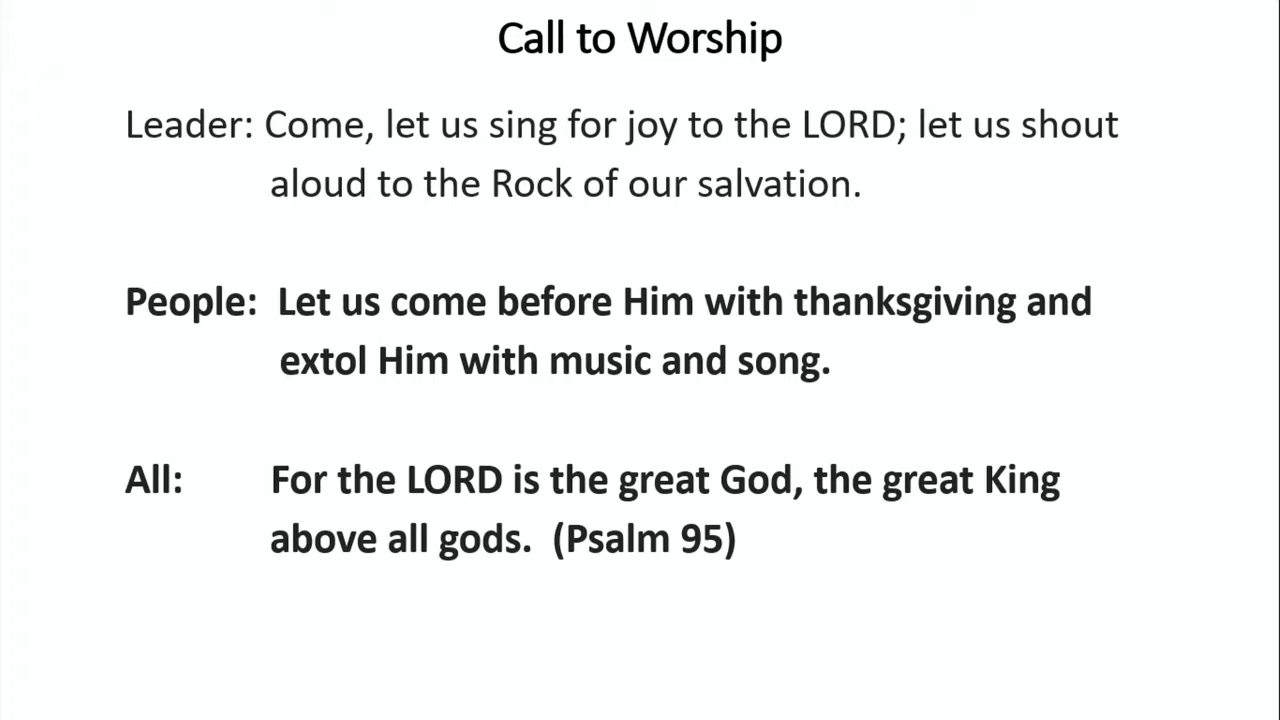 Call to Worship
Leader: Come, let us sing for joy to the LORD; let us shout
aloud to the Rock of our salvation.
People: Let us come before Him with thanksgiving and
extol Him with music and song.
All: For the LORD is the great God, the great King
above all gods. (Psalm 95)